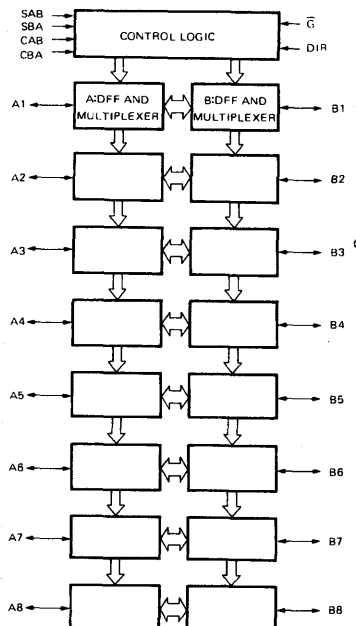 SAB
SBA
CAB
CBA
CONTROL LOGIC
G̅
DIR
A1
A:DFF AND
MULTIPLEXER
B:DFF AND
MULTIPLEXER
B1
A2
B2
A3
B3
A4
B4
A5
B5
A6
B6
A7
B7
A8
B8